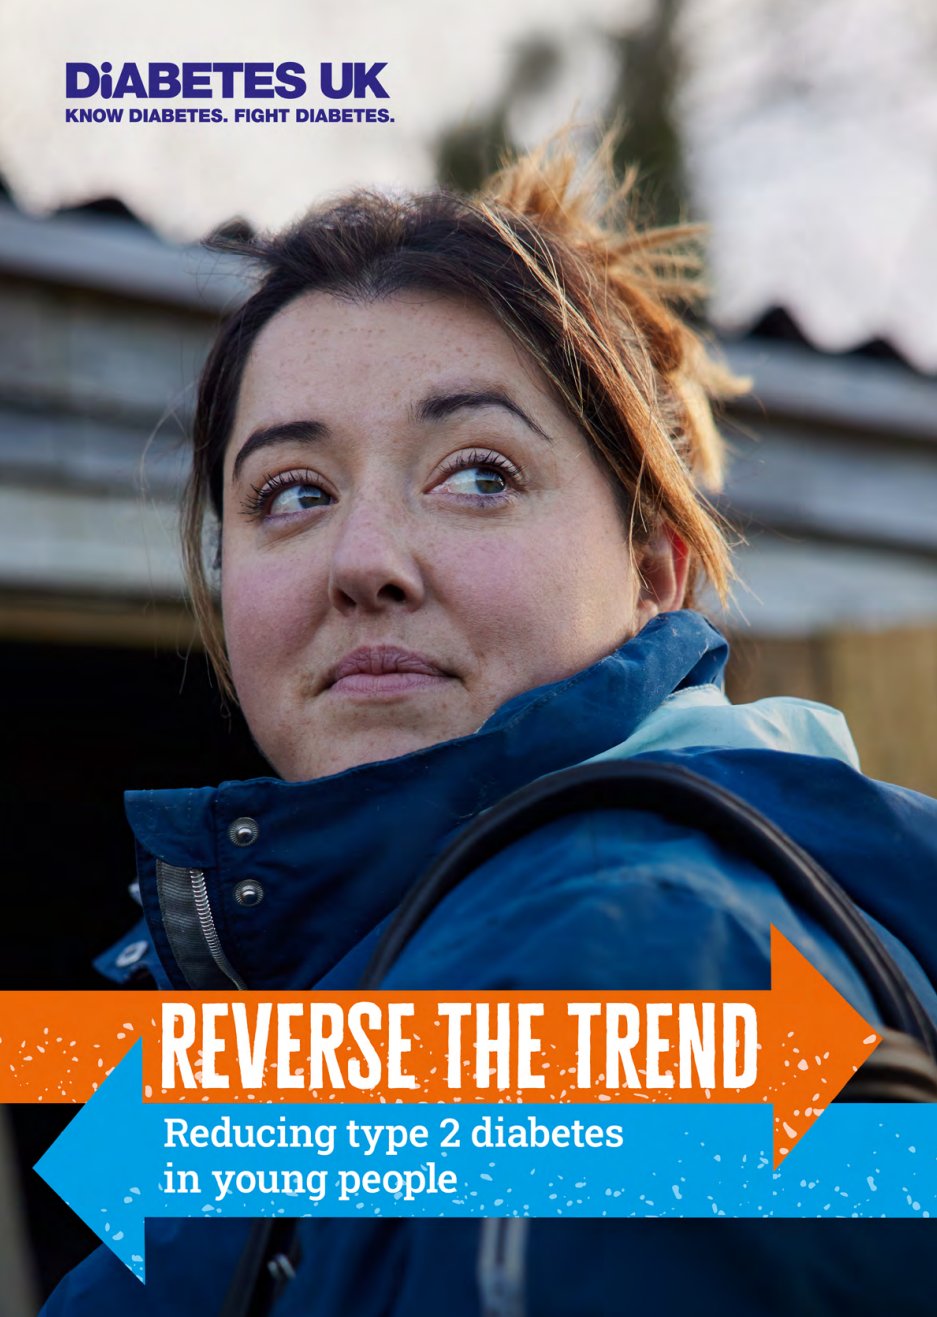 DiABETES UK
KNOW DIABETES. FIGHT DIABETES.
REVERSE THE TREND
Reducing type 2 diabetes
in young people